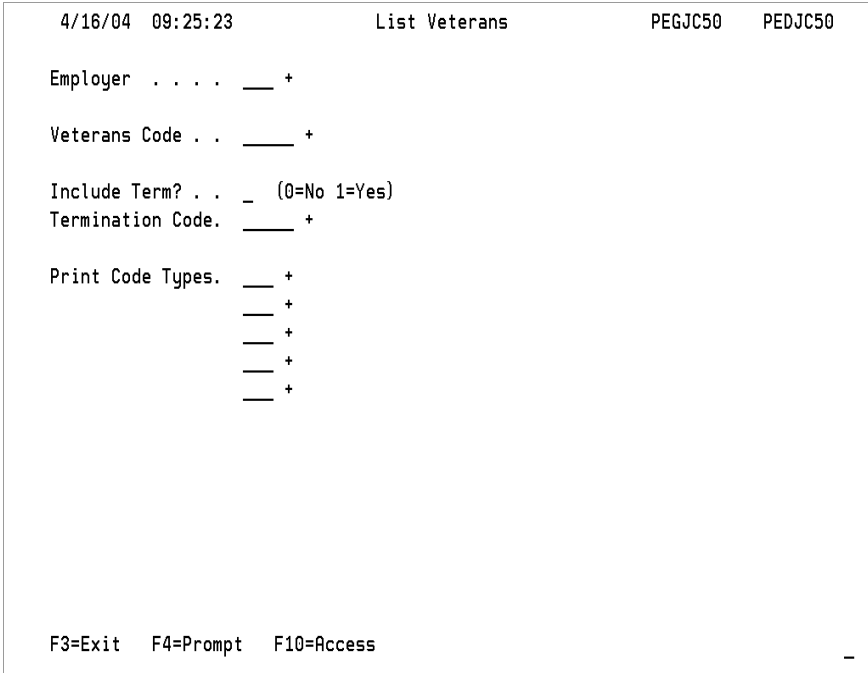 4/16/04 09:25:23 List Veterans PEGJC50 PEDJC50
Employer . . . . ___ +
Veterans Code . . _____ +
Include Term? . . _ (0=No 1=Yes)
Termination Code. _____ +
Print Code Types. ___ +
___ +
___ +
___ +
___ +
F3=Exit F4=Prompt F10=Access
_